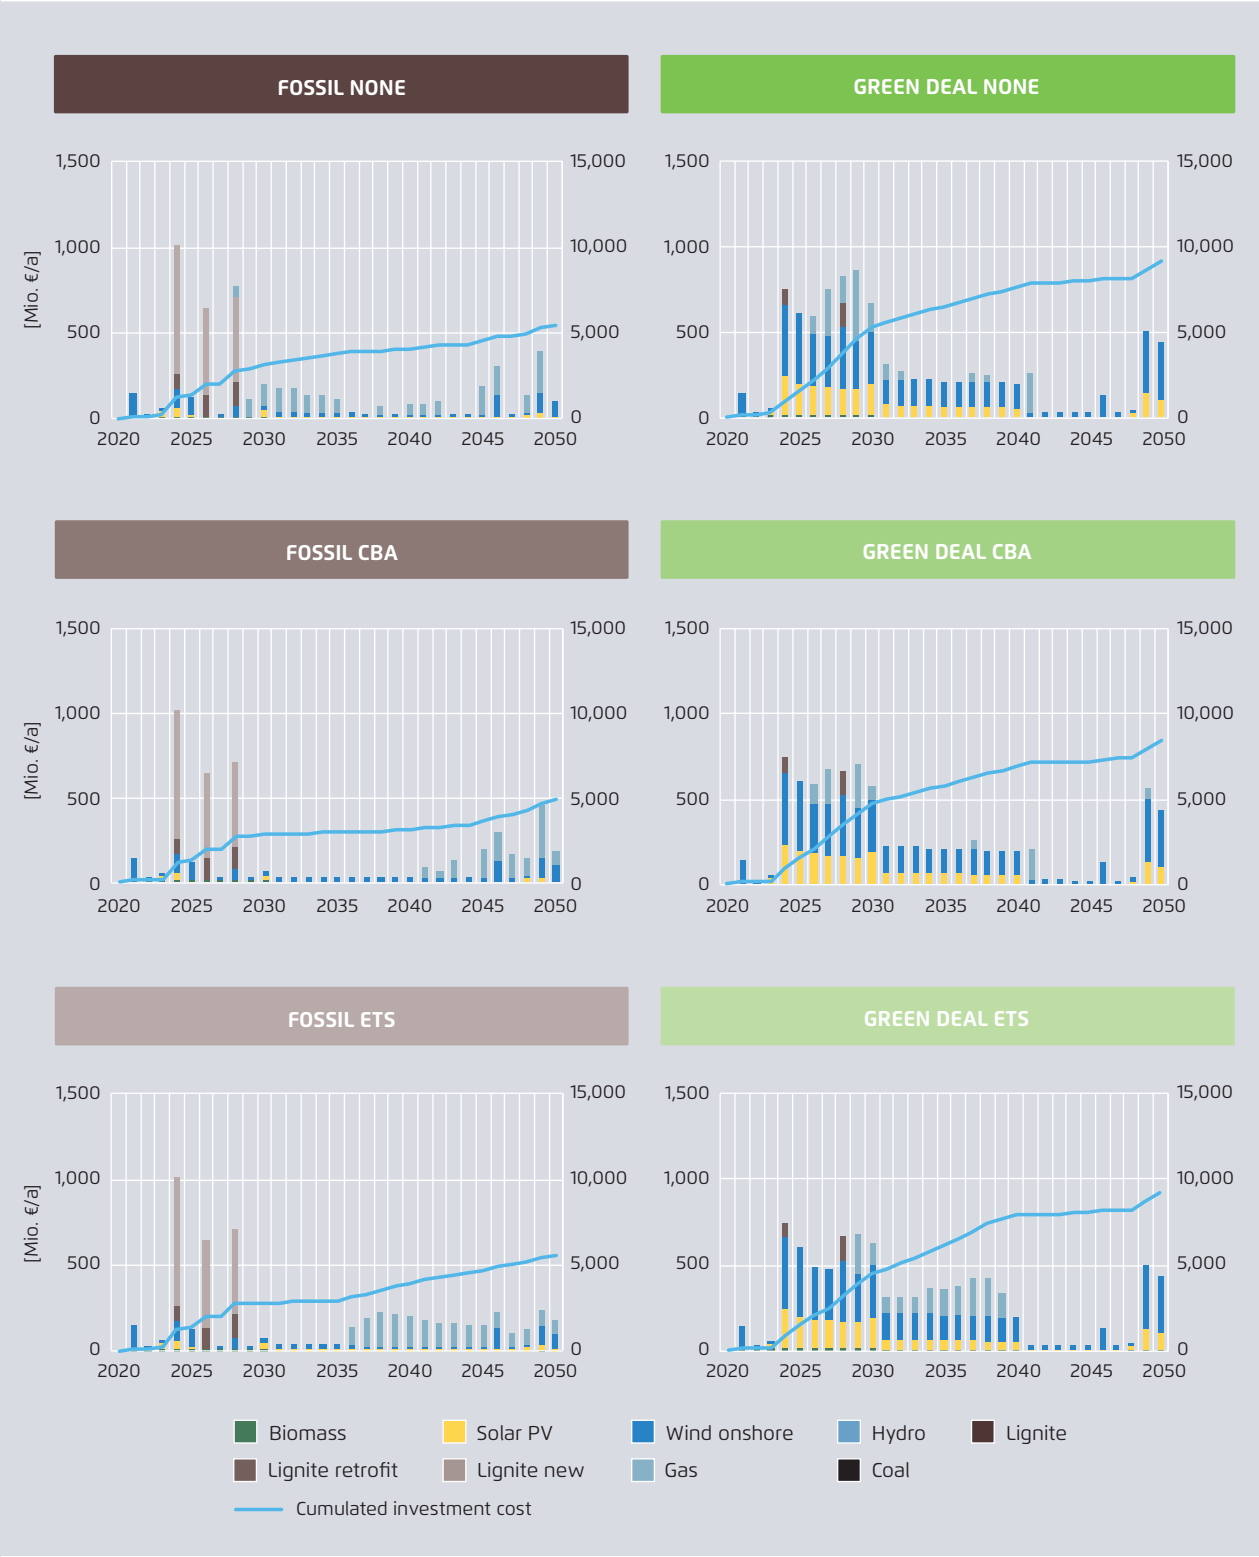 FOSSIL NONE
GREEN DEAL NONE
1,500 15,000 1,500 15,000
1,000 10,000 1,000 10,000
[Mio. €/a]
500 5,000 500 5,000
0 0 0 0
2020 2025 2030 2035 2040 2045 2050 2020 2025 2030 2035 2040 2045 2050
FOSSIL CBA
GREEN DEAL CBA
1,500 15,000 1,500 15,000
1,000 10,000 1,000 10,000
[Mio. €/a]
500 5,000 500 5,000
0 0 0 0
2020 2025 2030 2035 2040 2045 2050 2020 2025 2030 2035 2040 2045 2050
FOSSIL ETS
GREEN DEAL ETS
1,500 15,000 1,500 15,000
1,000 10,000 1,000 10,000
[Mio. €/a]
500 5,000 500 5,000
0 0 0 0
2020 2025 2030 2035 2040 2045 2050 2020 2025 2030 2035 2040 2045 2050
Biomass Solar PV Wind onshore Hydro Lignite
Lignite retrofit Lignite new Gas Coal
Cumulated investment cost